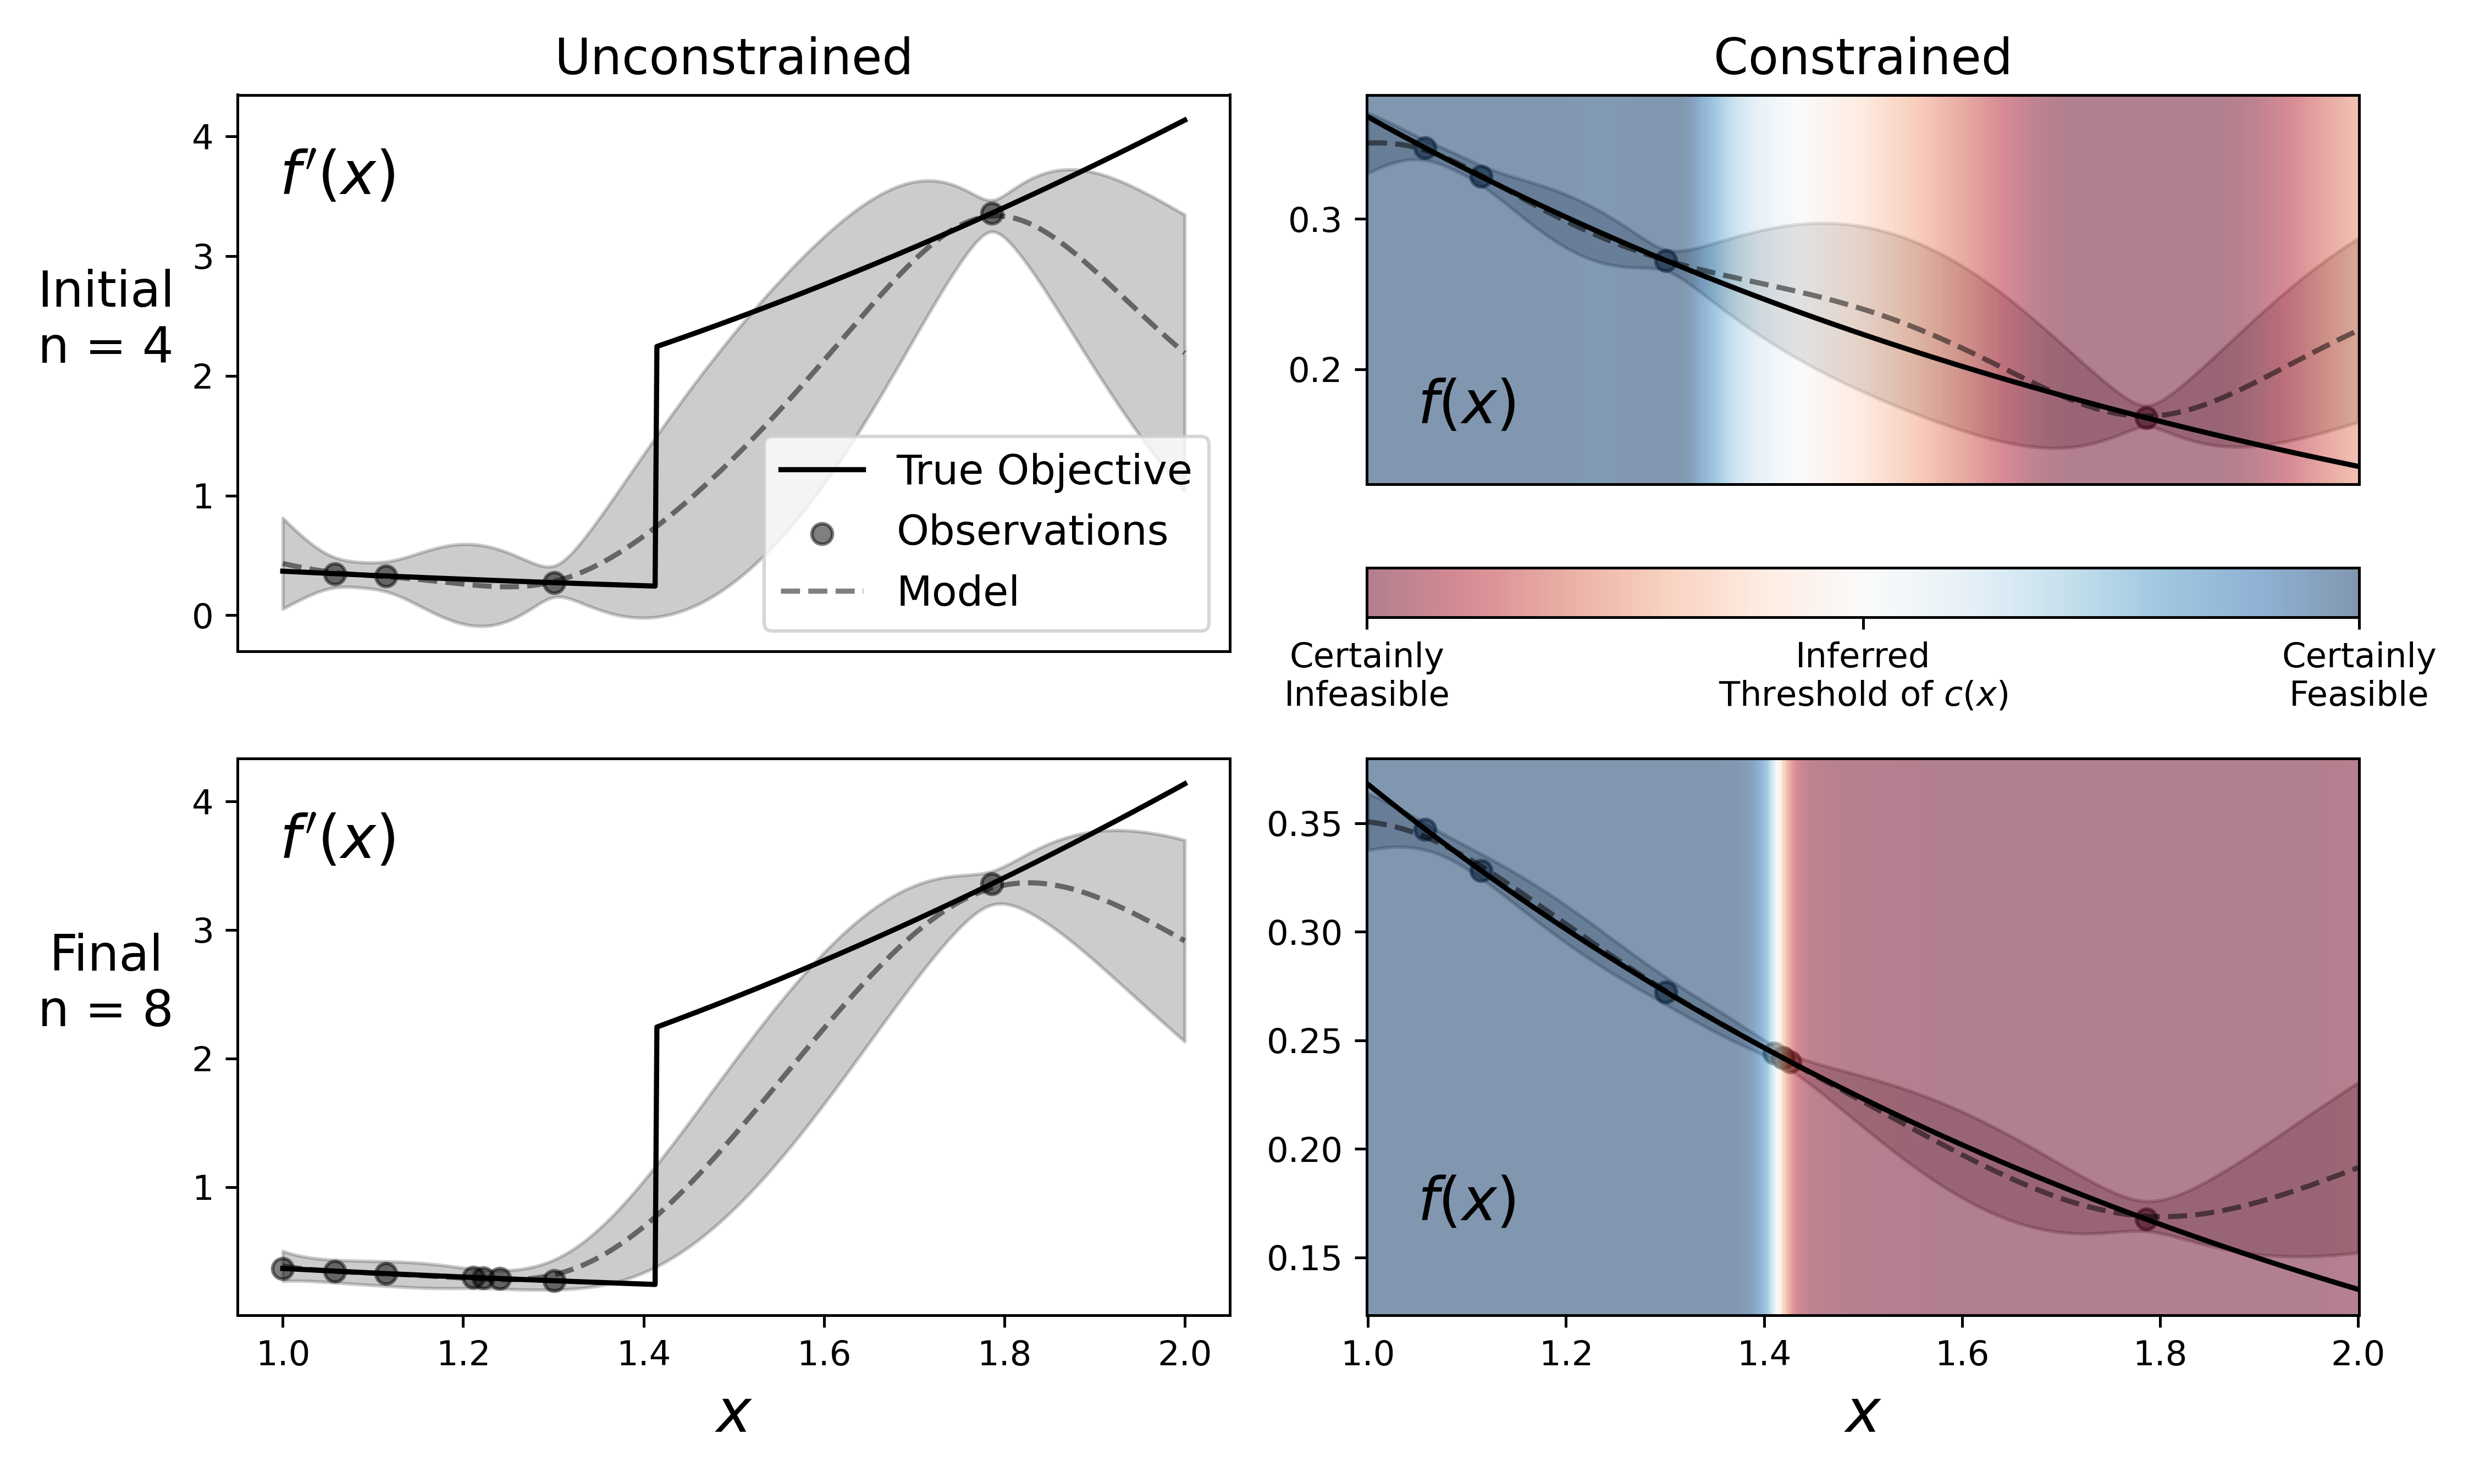 Unconstrained
Constrained
Initial
n = 4
f′(x)
4
3
2
1
0
True Objective
Observations
Model
0.3
0.2
f(x)
Certainly
Infeasible
Inferred
Threshold of c(x)
Certainly
Feasible
Final
n = 8
f′(x)
4
3
2
1
1.0 1.2 1.4 1.6 1.8 2.0
x
0.35
0.30
0.25
0.20
0.15
f(x)
1.0 1.2 1.4 1.6 1.8 2.0
x